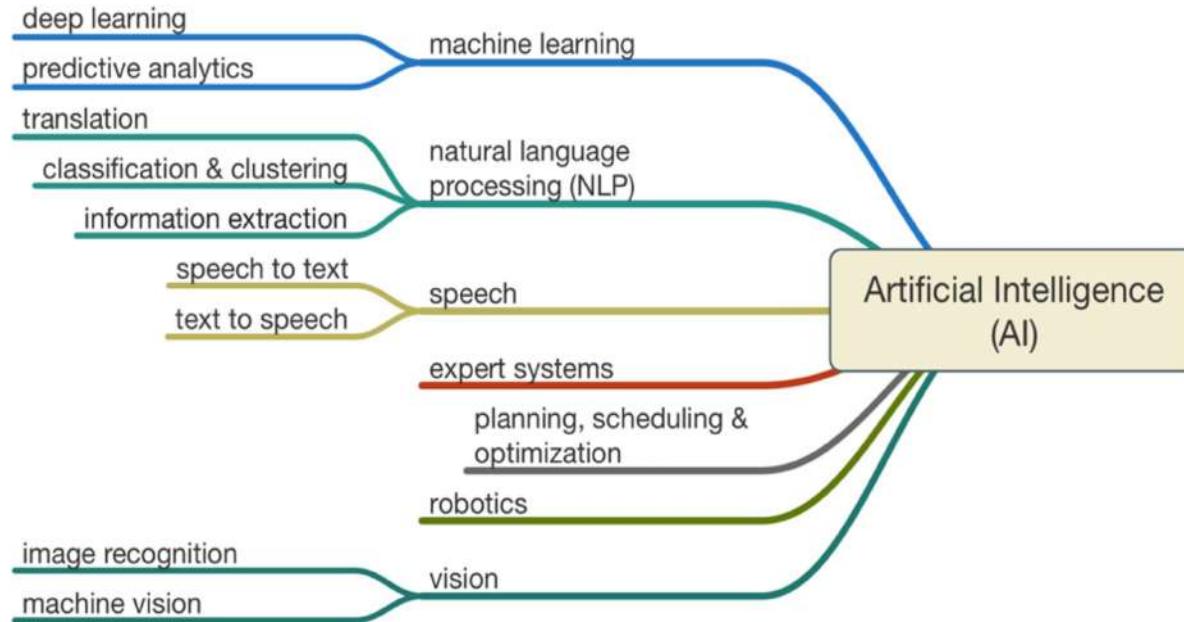 deep learning
machine learning
predictive analytics
translation
natural language
processing (NLP)
classification & clustering
information extraction
speech to text
speech
text to speech
expert systems
planning, scheduling &
optimization
robotics
image recognition
vision
machine vision
Artificial Intelligence
(AI)